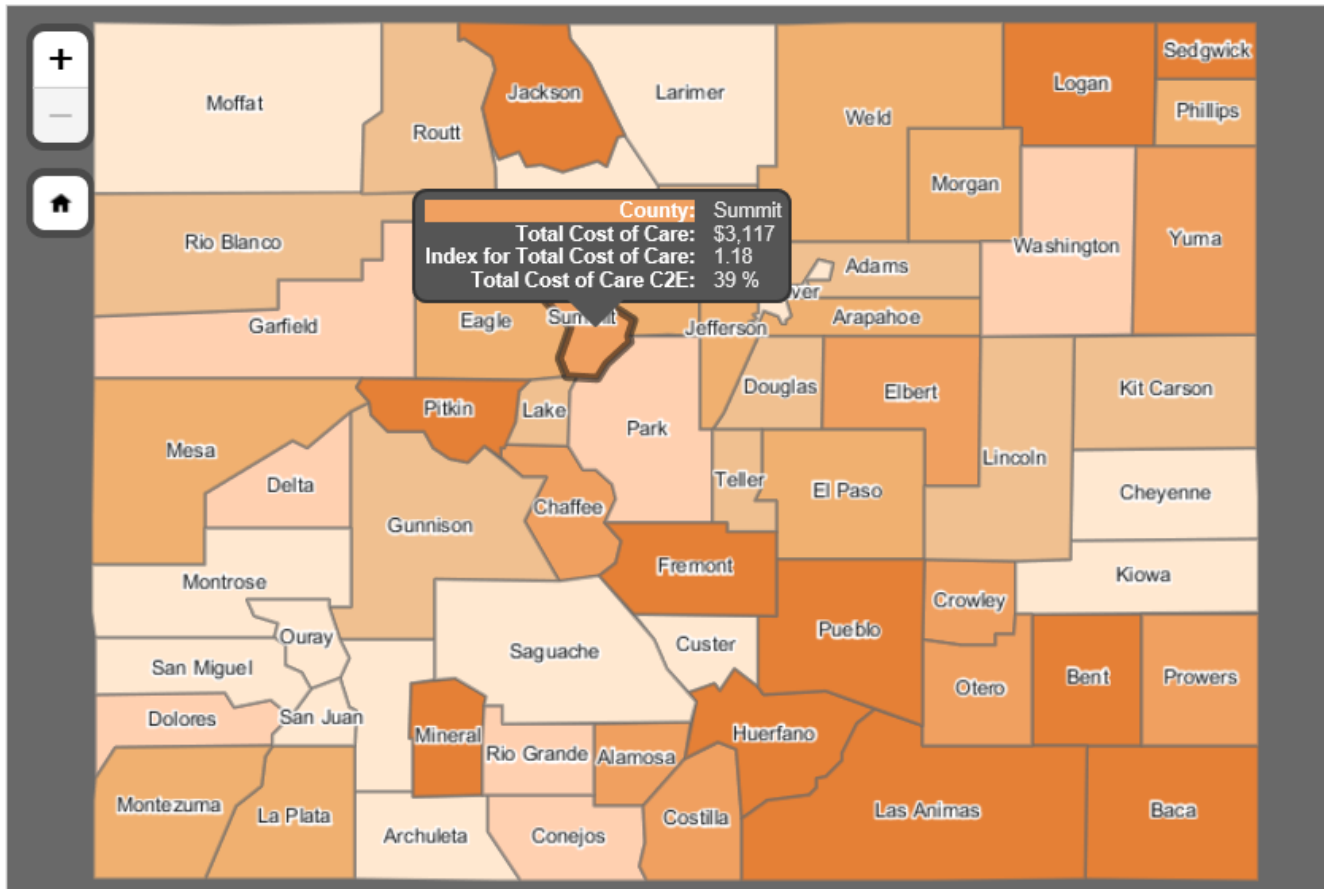 +
−
Moffat
Routt
Jackson
Larimer
Weld
Logan
Sedgwick
Phillips
Morgan
Washington
Yuma
Rio Blanco
County: Summit
Total Cost of Care: $3,117
Index for Total Cost of Care: 1.18
Total Cost of Care C2E: 39 %
Adams
ver
Arapahoe
Garfield
Eagle
Summit
Jefferson
Douglas
Elbert
Kit Carson
Pitkin
Lake
Park
Lincoln
Mesa
Delta
Teller
El Paso
Cheyenne
Gunnison
Chaffee
Fremont
Montrose
Kiowa
Crowley
Ouray
Pueblo
San Miguel
Saguache
Custer
Otero
Bent
Prowers
Dolores
San Juan
Mineral
Rio Grande
Alamosa
Huerfano
Montezuma
La Plata
Archuleta
Conejos
Costilla
Las Animas
Baca